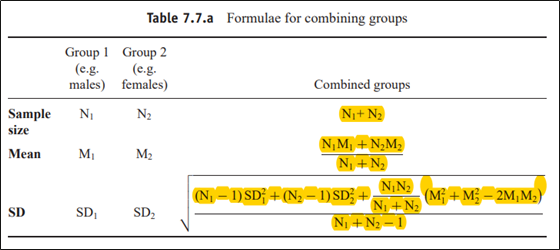 Table 7.7.a Formulae for combining groups
Group 1 Group 2
(e.g. (e.g.
males) females) Combined groups
Sample size N₁ N₂ N₁+ N₂
Mean M₁ M₂ (N₁M₁ + N₂M₂) / (N₁ + N₂)
SD SD₁ SD₂ √(((N₁ − 1) SD₁² + (N₂ − 1) SD₂² + (N₁N₂ / (N₁ + N₂)) (M₁² + M₂² − 2M₁M₂)) / (N₁ + N₂ − 1))